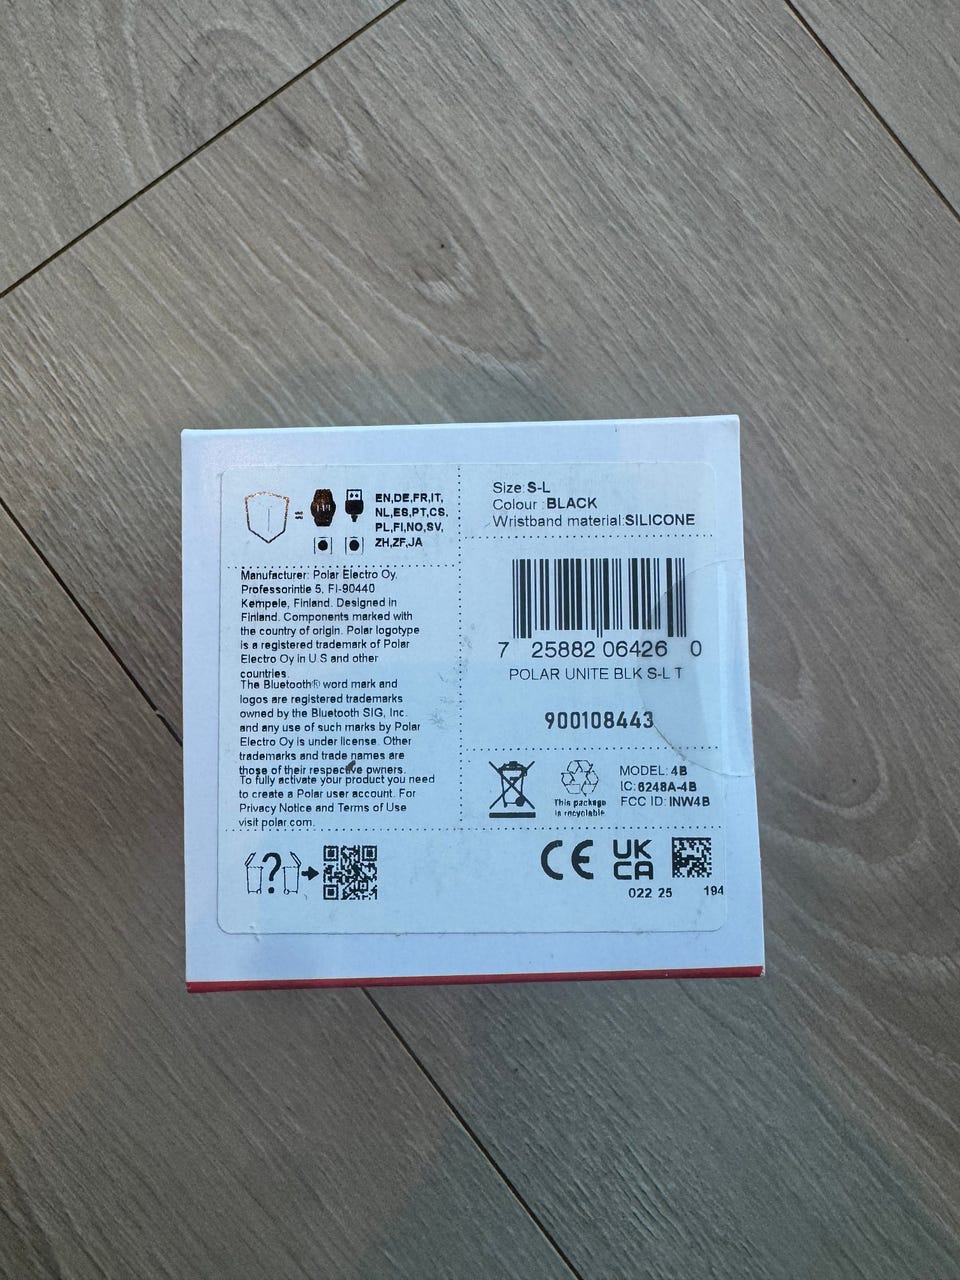 EN,DE,FR,IT,
NL,ES,PT,CS,
PL,FI,NO,SV,
ZH,ZF,JA
Manufacturer: Polar Electro Oy,
Professorintie 5, FI-90440
Kempele, Finland. Designed in
Finland. Components marked with
the country of origin. Polar logotype
is a registered trademark of Polar
Electro Oy in U.S and other
countries.
The Bluetooth® word mark and
logos are registered trademarks
owned by the Bluetooth SIG, Inc.
and any use of such marks by Polar
Electro Oy is under license. Other
trademarks and trade names are
those of their respective owners.
To fully activate your product you need
to create a Polar user account. For
Privacy Notice and Terms of Use
visit polar.com.
?
Size: S-L
Colour : BLACK
Wristband material: SILICONE
7 25882 06426 0
POLAR UNITE BLK S-L T
900108443
This package
is recyclable
MODEL: 4B
IC: 6248A-4B
FCC ID: INW4B
CE
UK
CA
022 25
194